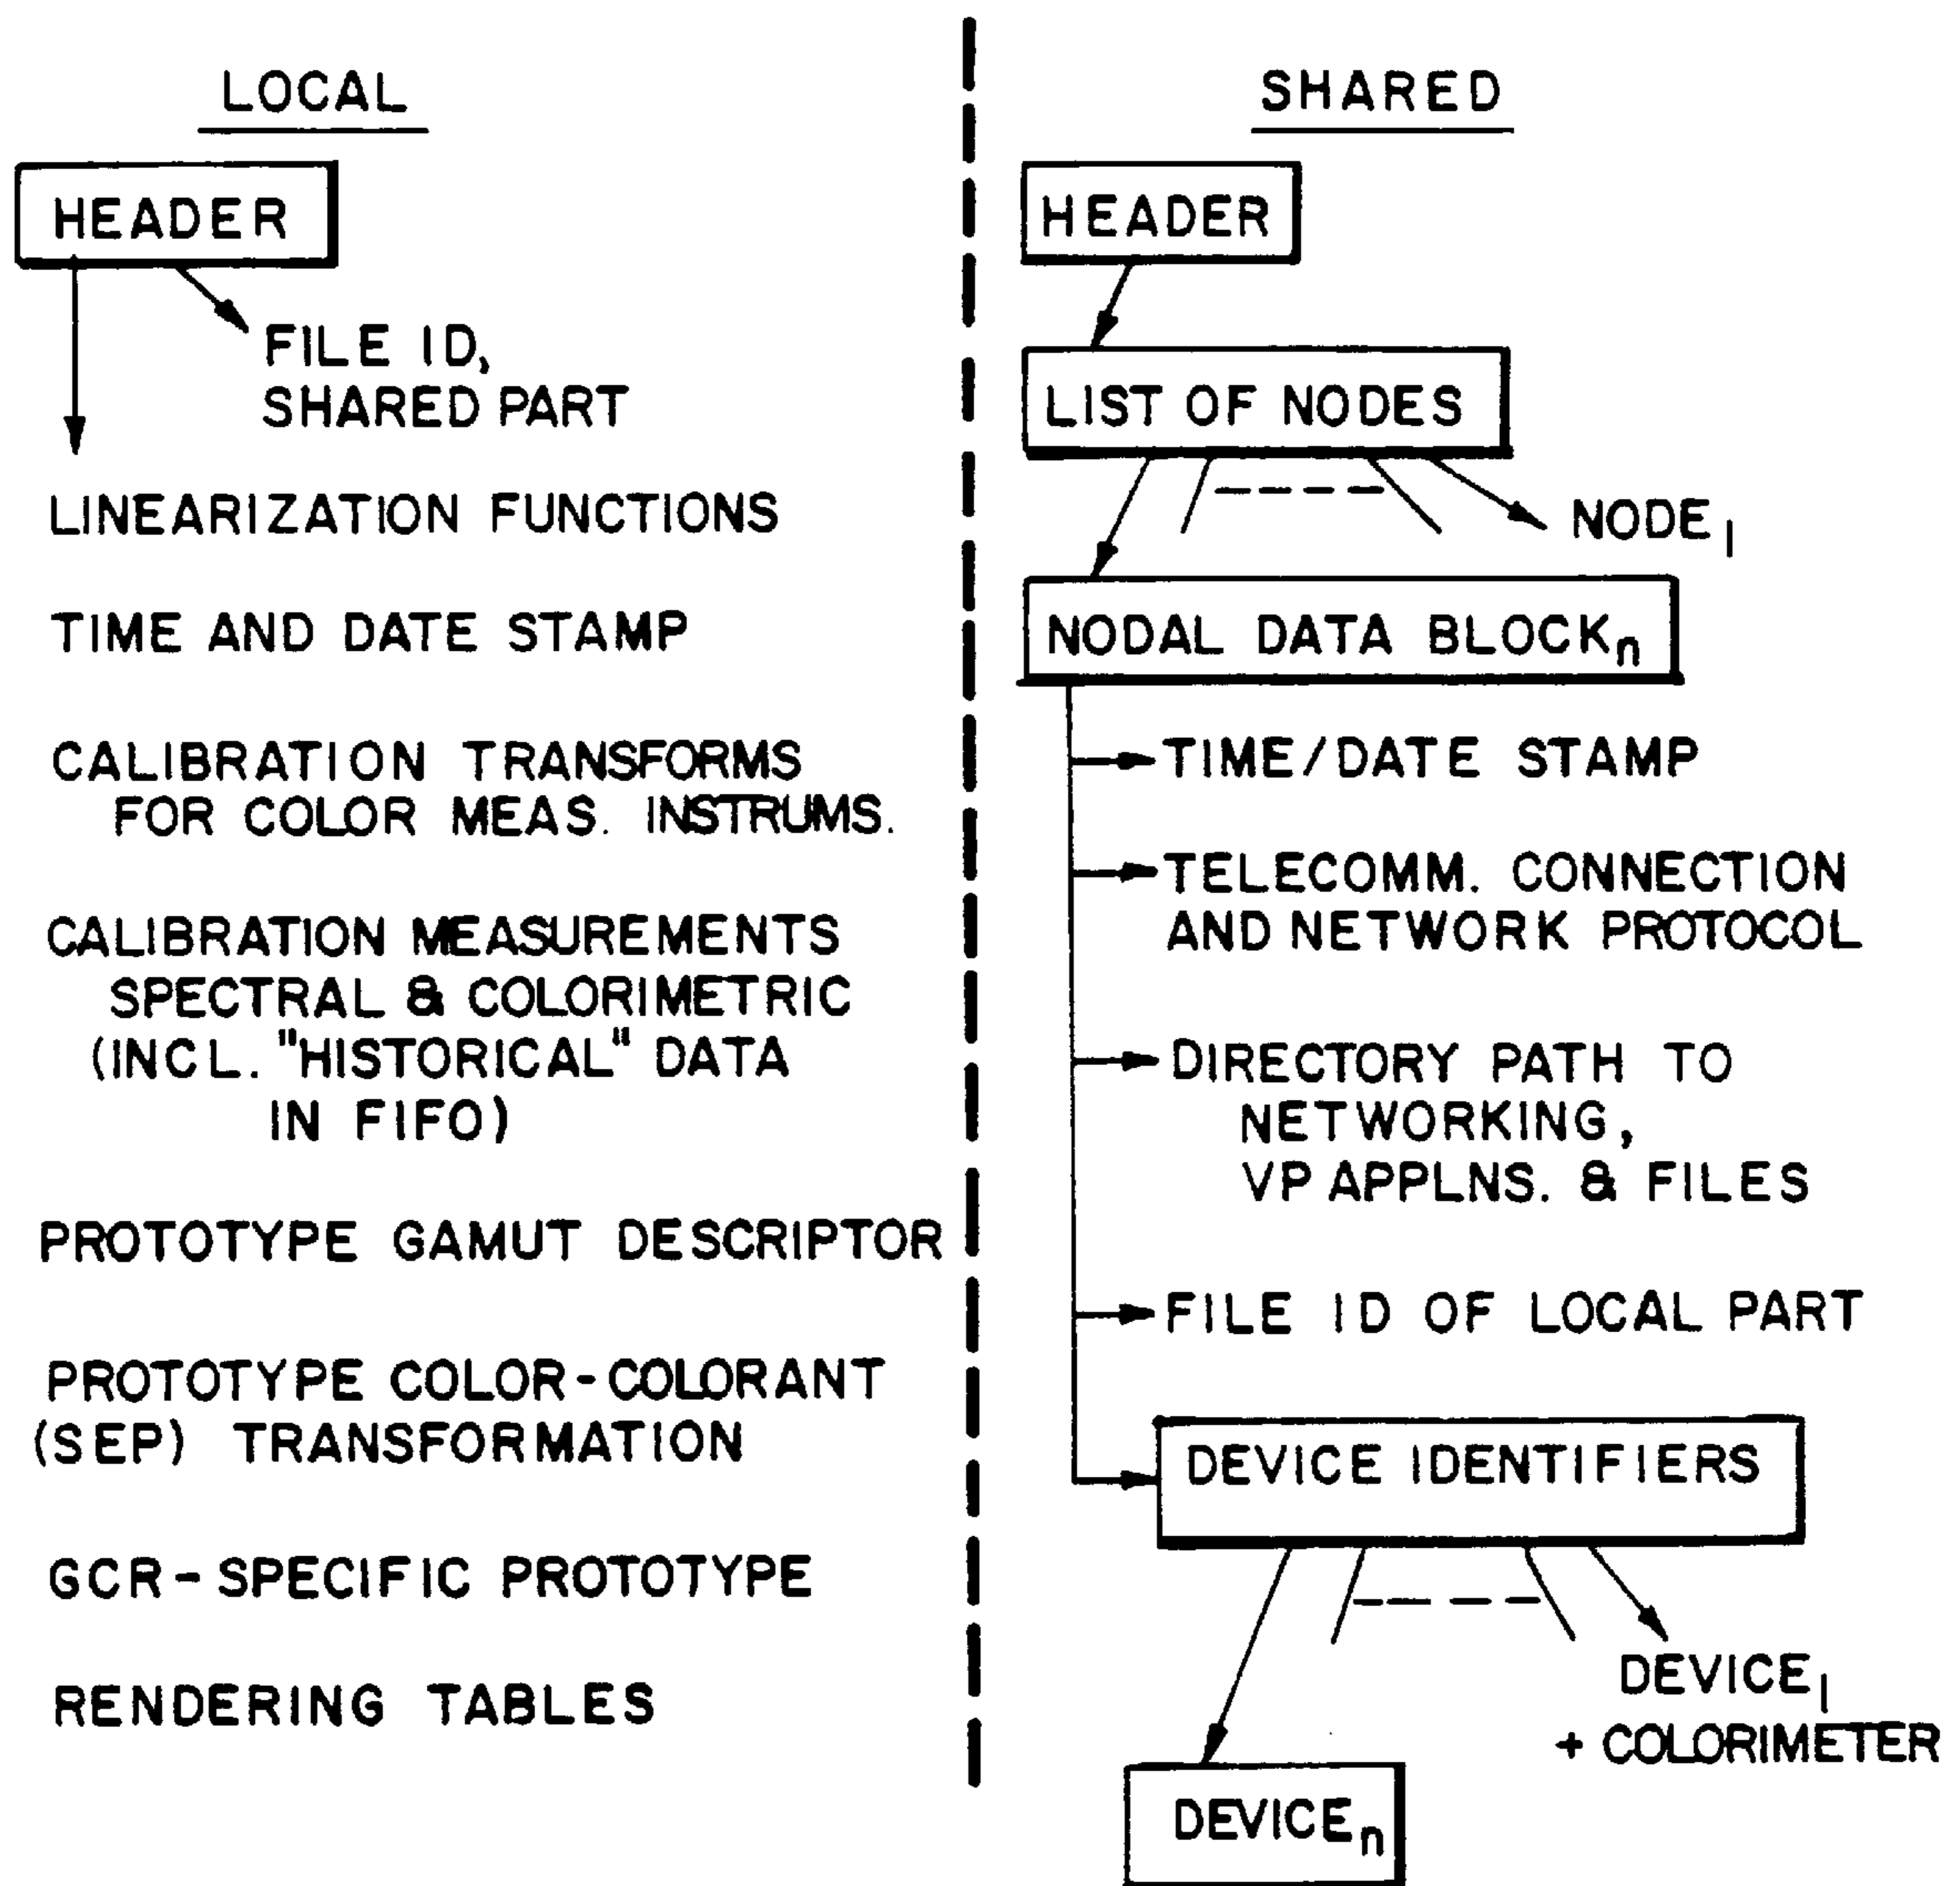 LOCAL
HEADER
FILE ID,
SHARED PART
LINEARIZATION FUNCTIONS
TIME AND DATE STAMP
CALIBRATION TRANSFORMS
FOR COLOR MEAS. INSTRUMS.
CALIBRATION MEASUREMENTS
SPECTRAL & COLORIMETRIC
(INCL. "HISTORICAL" DATA
IN FIFO)
PROTOTYPE GAMUT DESCRIPTOR
PROTOTYPE COLOR-COLORANT
(SEP) TRANSFORMATION
GCR-SPECIFIC PROTOTYPE
RENDERING TABLES
SHARED
HEADER
LIST OF NODES
NODE1
NODAL DATA BLOCKn
TIME/DATE STAMP
TELECOMM. CONNECTION
AND NETWORK PROTOCOL
DIRECTORY PATH TO
NETWORKING,
VP APPLNS. & FILES
FILE ID OF LOCAL PART
DEVICE IDENTIFIERS
DEVICE1
+ COLORIMETER
DEVICEn